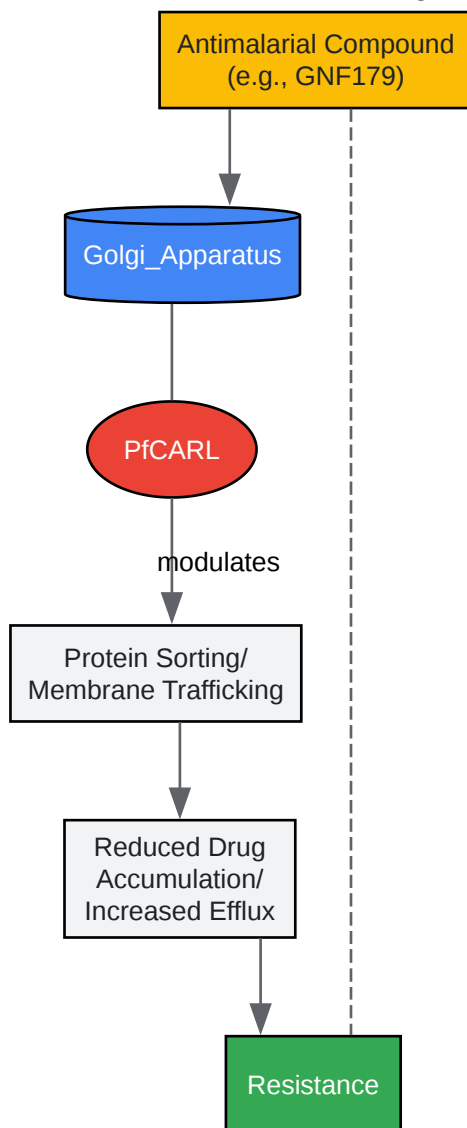 Antimalarial Compound
(e.g., GNF179)
Golgi_Apparatus
PfCARL
modulates
Protein Sorting/
Membrane Trafficking
Reduced Drug
Accumulation/
Increased Efflux
Resistance